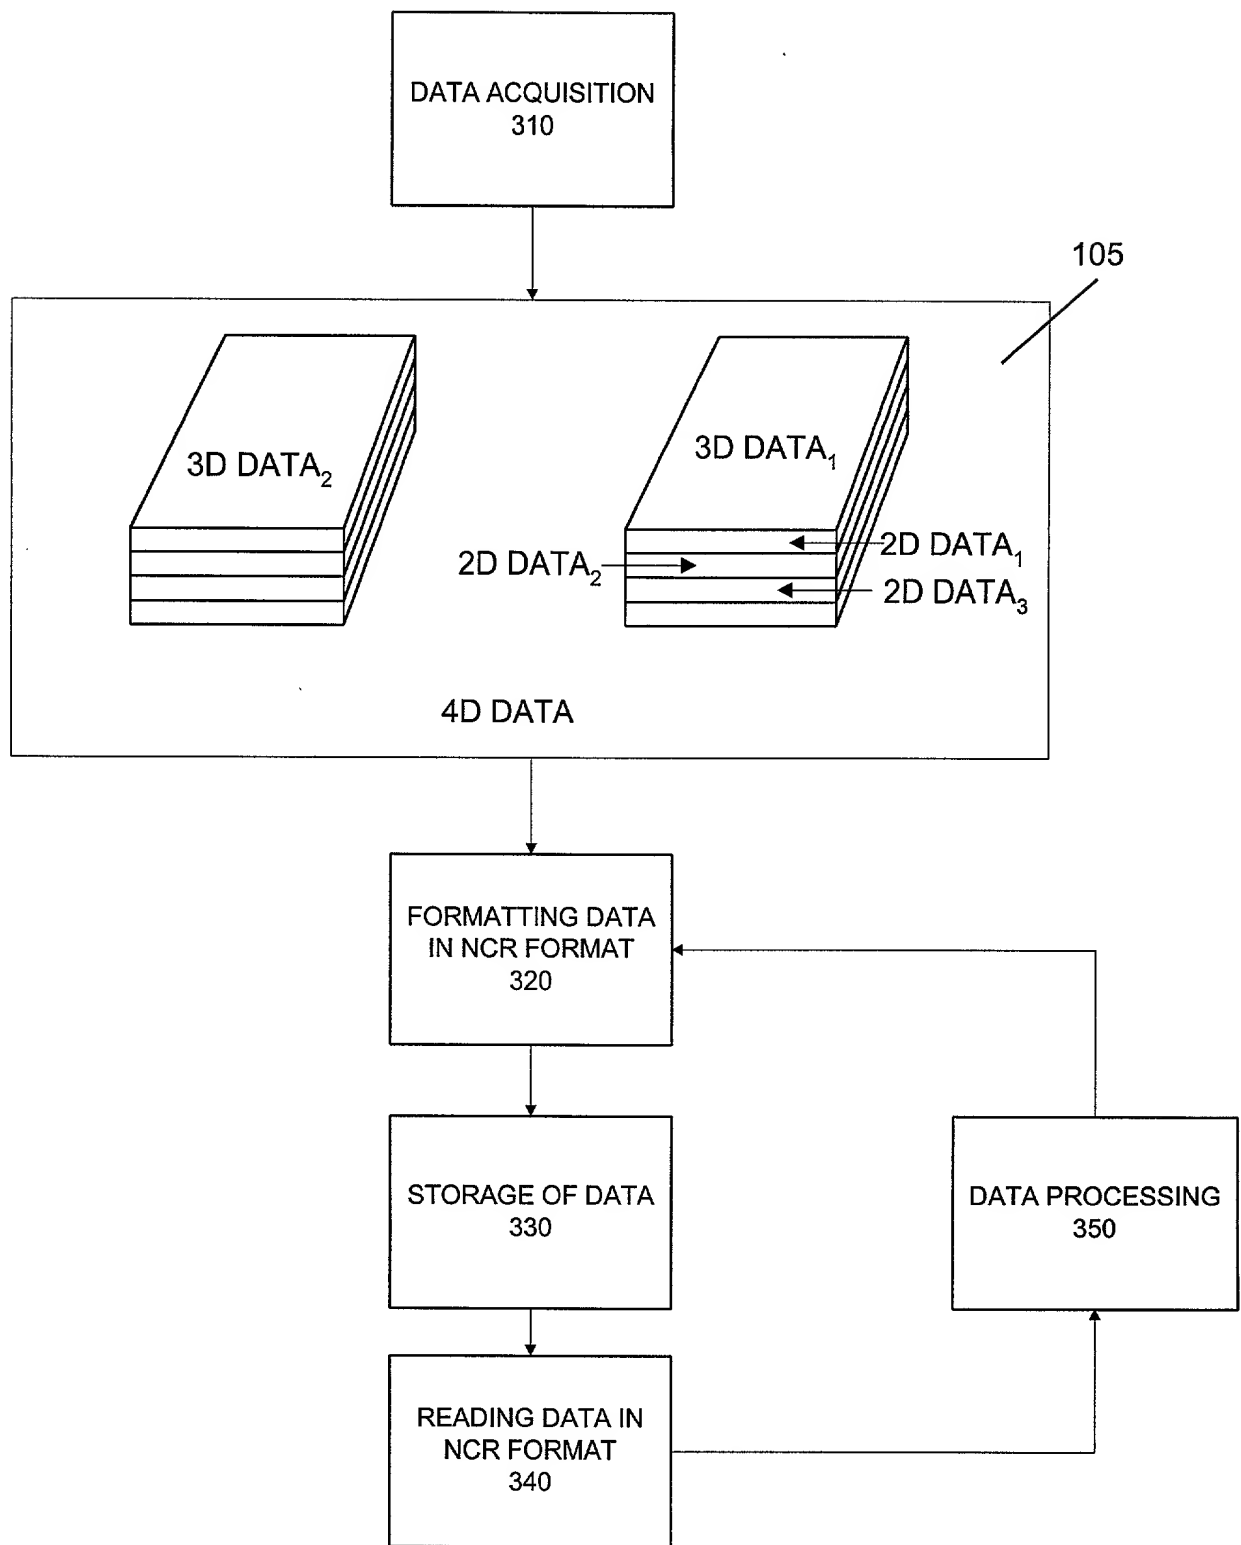 DATA ACQUISITION
310
105
3D DATA₂
3D DATA₁
2D DATA₁
2D DATA₂
2D DATA₃
4D DATA
FORMATTING DATA
IN NCR FORMAT
320
STORAGE OF DATA
330
DATA PROCESSING
350
READING DATA IN
NCR FORMAT
340